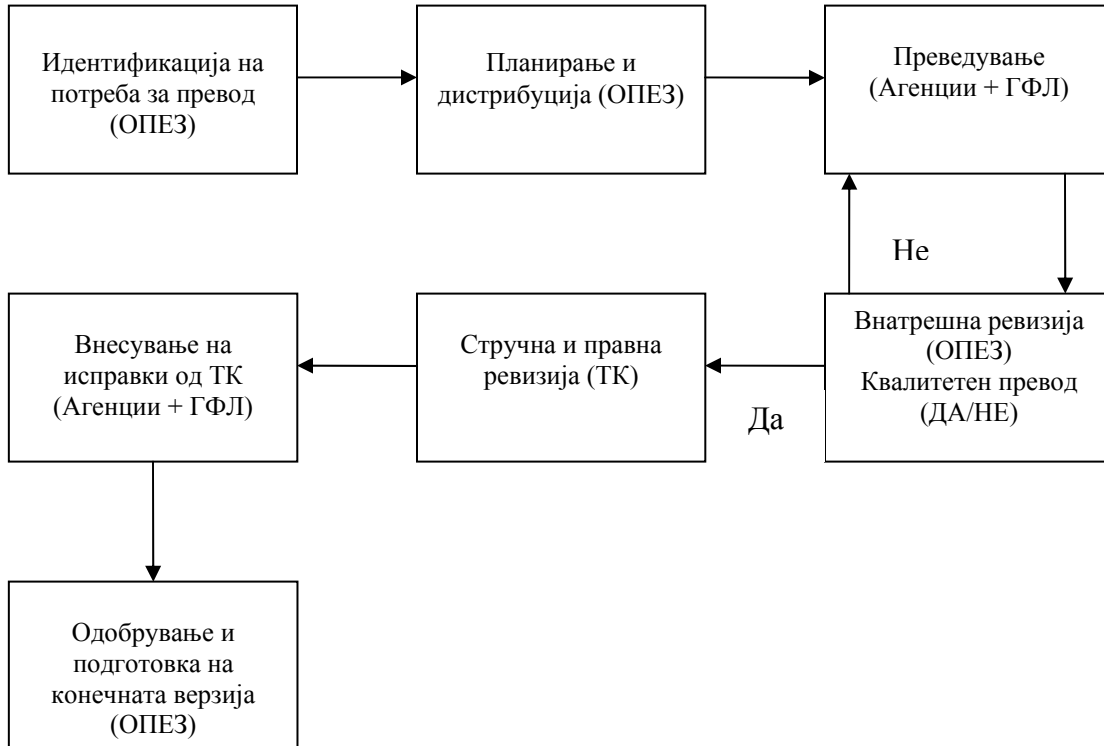 Идентификација на
потреба за превод
(ОПЕЗ)
Планирање и
дистрибуција (ОПЕЗ)
Преведување
(Агенции + ГФЛ)
Не
Внатрешна ревизија
(ОПЕЗ)
Квалитетен превод
(ДА/НЕ)
Да
Стручна и правна
ревизија (ТК)
Внесување на
исправки од ТК
(Агенции + ГФЛ)
Одобрување и
подготовка на
конечната верзија
(ОПЕЗ)